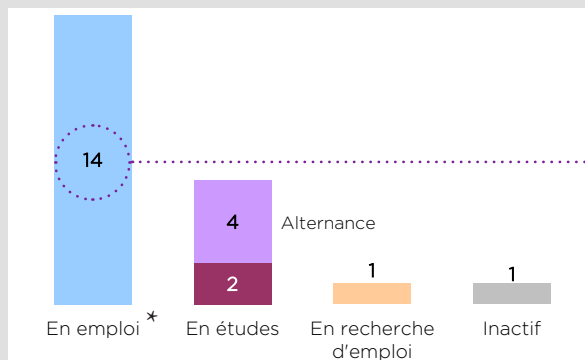 14
4 Alternance
2
1
1
En emploi *
En études
En recherche
d'emploi
Inactif